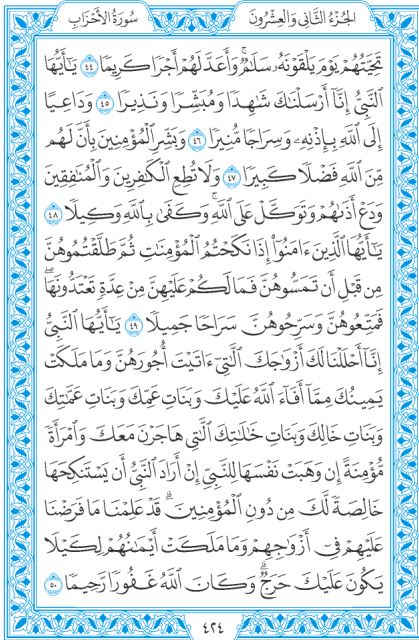 سُورَةُ الأَحْزَابِ
الجُزْءُ الثَّانِي وَالعِشْرُونَ
تَحِيَّتُهُمْ يَوْمَ يَلْقَوْنَهُۥ سَلَٰمٌۚ وَأَعَدَّ لَهُمْ أَجْرًا كَرِيمًا ٤٤ يَٰٓأَيُّهَا
ٱلنَّبِىُّ إِنَّآ أَرْسَلْنَٰكَ شَٰهِدًا وَمُبَشِّرًا وَنَذِيرًا ٤٥ وَدَاعِيًا
إِلَى ٱللَّهِ بِإِذْنِهِۦ وَسِرَاجًا مُّنِيرًا ٤٦ وَبَشِّرِ ٱلْمُؤْمِنِينَ بِأَنَّ لَهُم
مِّنَ ٱللَّهِ فَضْلًا كَبِيرًا ٤٧ وَلَا تُطِعِ ٱلْكَٰفِرِينَ وَٱلْمُنَٰفِقِينَ
وَدَعْ أَذَىٰهُمْ وَتَوَكَّلْ عَلَى ٱللَّهِۚ وَكَفَىٰ بِٱللَّهِ وَكِيلًا ٤٨
يَٰٓأَيُّهَا ٱلَّذِينَ ءَامَنُوٓا۟ إِذَا نَكَحْتُمُ ٱلْمُؤْمِنَٰتِ ثُمَّ طَلَّقْتُمُوهُنَّ
مِن قَبْلِ أَن تَمَسُّوهُنَّ فَمَا لَكُمْ عَلَيْهِنَّ مِنْ عِدَّةٍ تَعْتَدُّونَهَاۖ
فَمَتِّعُوهُنَّ وَسَرِّحُوهُنَّ سَرَاحًا جَمِيلًا ٤٩ يَٰٓأَيُّهَا ٱلنَّبِىُّ
إِنَّآ أَحْلَلْنَا لَكَ أَزْوَٰجَكَ ٱلَّٰتِىٓ ءَاتَيْتَ أُجُورَهُنَّ وَمَا مَلَكَتْ
يَمِينُكَ مِمَّآ أَفَآءَ ٱللَّهُ عَلَيْكَ وَبَنَاتِ عَمِّكَ وَبَنَاتِ عَمَّٰتِكَ
وَبَنَاتِ خَالِكَ وَبَنَاتِ خَٰلَٰتِكَ ٱلَّٰتِى هَاجَرْنَ مَعَكَ وَٱمْرَأَةً
مُّؤْمِنَةً إِن وَهَبَتْ نَفْسَهَا لِلنَّبِىِّ إِنْ أَرَادَ ٱلنَّبِىُّ أَن يَسْتَنكِحَهَا
خَالِصَةً لَّكَ مِن دُونِ ٱلْمُؤْمِنِينَۗ قَدْ عَلِمْنَا مَا فَرَضْنَا
عَلَيْهِمْ فِىٓ أَزْوَٰجِهِمْ وَمَا مَلَكَتْ أَيْمَٰنُهُمْ لِكَيْلَا
يَكُونَ عَلَيْكَ حَرَجٌۗ وَكَانَ ٱللَّهُ غَفُورًا رَّحِيمًا ٥٠
٤٢٤